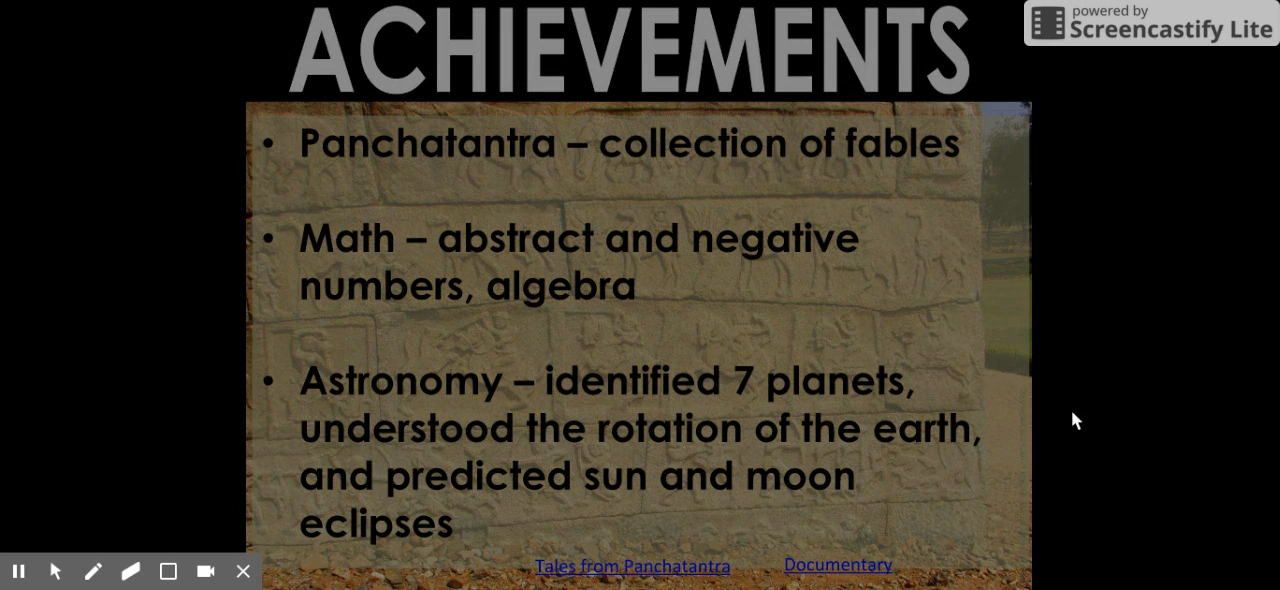 powered by
Screencastify Lite
ACHIEVEMENTS
• Panchatantra – collection of fables
• Math – abstract and negative
numbers, algebra
• Astronomy – identified 7 planets,
understood the rotation of the earth,
and predicted sun and moon
eclipses
Tales from Panchatantra
Documentary